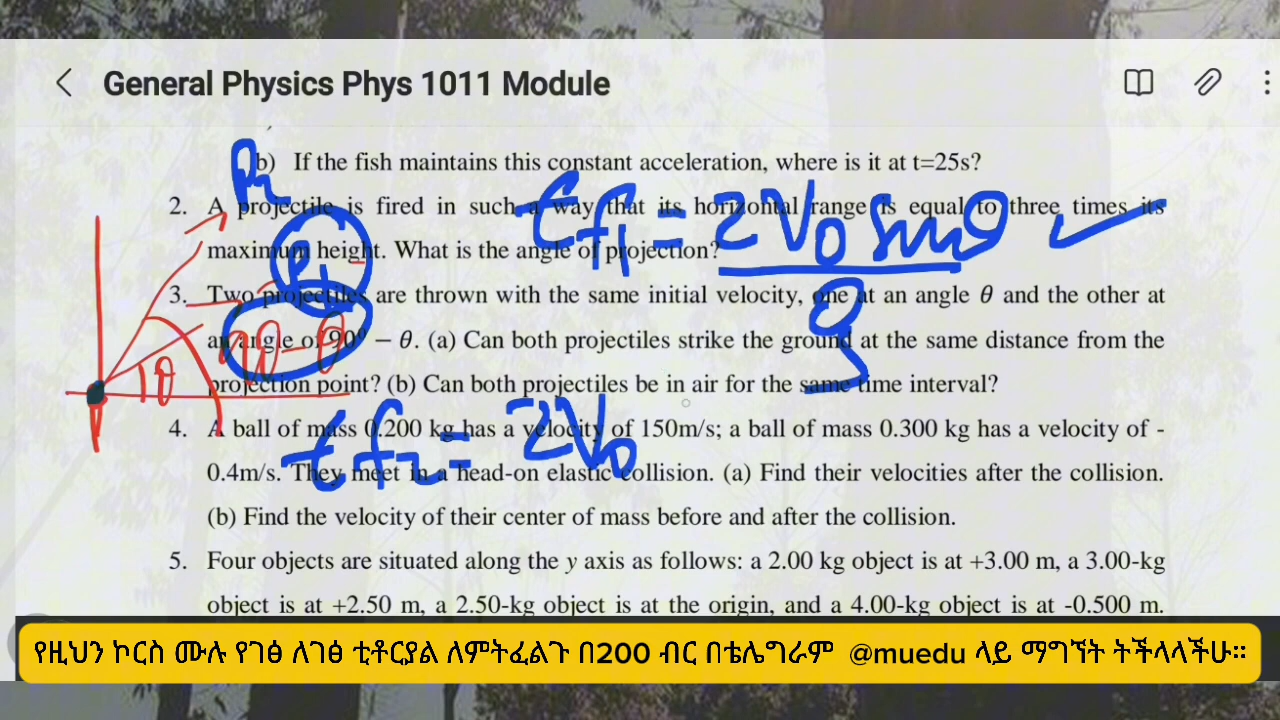 General Physics Phys 1011 Module
b) If the fish maintains this constant acceleration, where is it at t=25s?
P2
2. A projectile is fired in such a way that its horizontal range is equal to three times its
tf1 = 2V0 sinθ
maximum height. What is the angle of projection?
P1
g
3. Two projectiles are thrown with the same initial velocity, one at an angle θ and the other at
an angle of 90⁰ − θ. (a) Can both projectiles strike the ground at the same distance from the
90-θ
θ
projection point? (b) Can both projectiles be in air for the same time interval?
4. A ball of mass 0.200 kg has a velocity of 150m/s; a ball of mass 0.300 kg has a velocity of -
tf2 = 2V0
0.4m/s. They meet in a head-on elastic collision. (a) Find their velocities after the collision.
(b) Find the velocity of their center of mass before and after the collision.
5. Four objects are situated along the y axis as follows: a 2.00 kg object is at +3.00 m, a 3.00-kg
object is at +2.50 m, a 2.50-kg object is at the origin, and a 4.00-kg object is at -0.500 m.
የዚህን ኮርስ ሙሉ የገፅ ለገፅ ቲቶርያል ለምትፈልጉ በ200 ብር በቴሌግራም @muedu ላይ ማግኘት ትችላላችሁ።